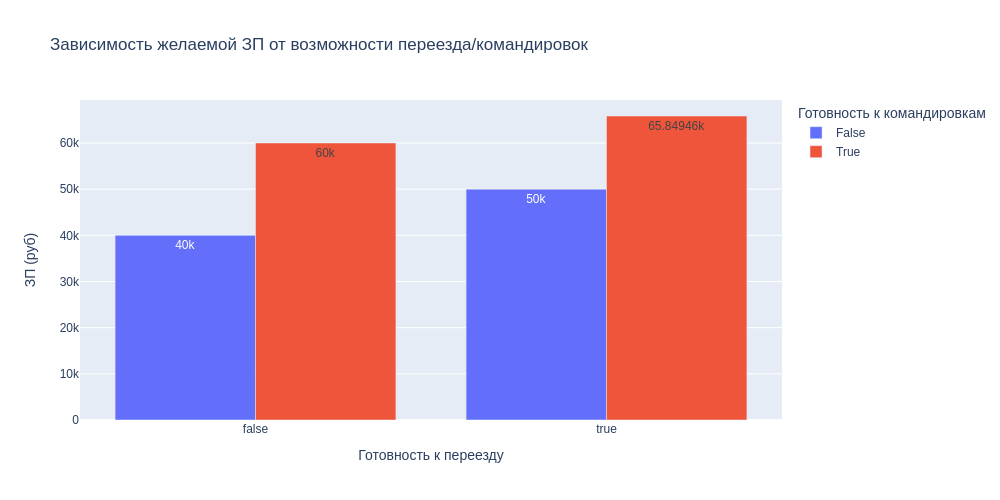 Зависимость желаемой ЗП от возможности переезда/командировок
Готовность к командировкам
False
True
ЗП (руб)
60k
50k
40k
30k
20k
10k
0
40k
60k
50k
65.84946k
false
true
Готовность к переезду